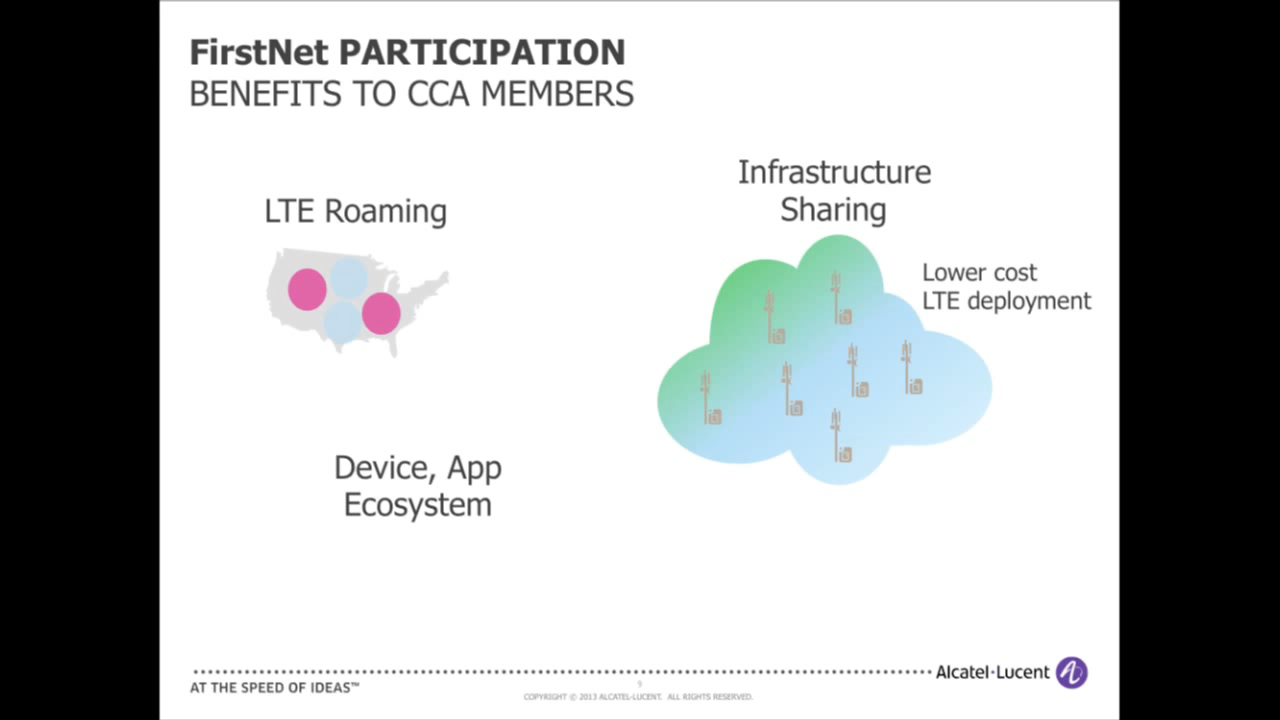 FirstNet PARTICIPATION
BENEFITS TO CCA MEMBERS
LTE Roaming
Infrastructure
Sharing
Lower cost
LTE deployment
Device, App
Ecosystem
Alcatel·Lucent
AT THE SPEED OF IDEAS™
9
COPYRIGHT © 2013 ALCATEL-LUCENT. ALL RIGHTS RESERVED.